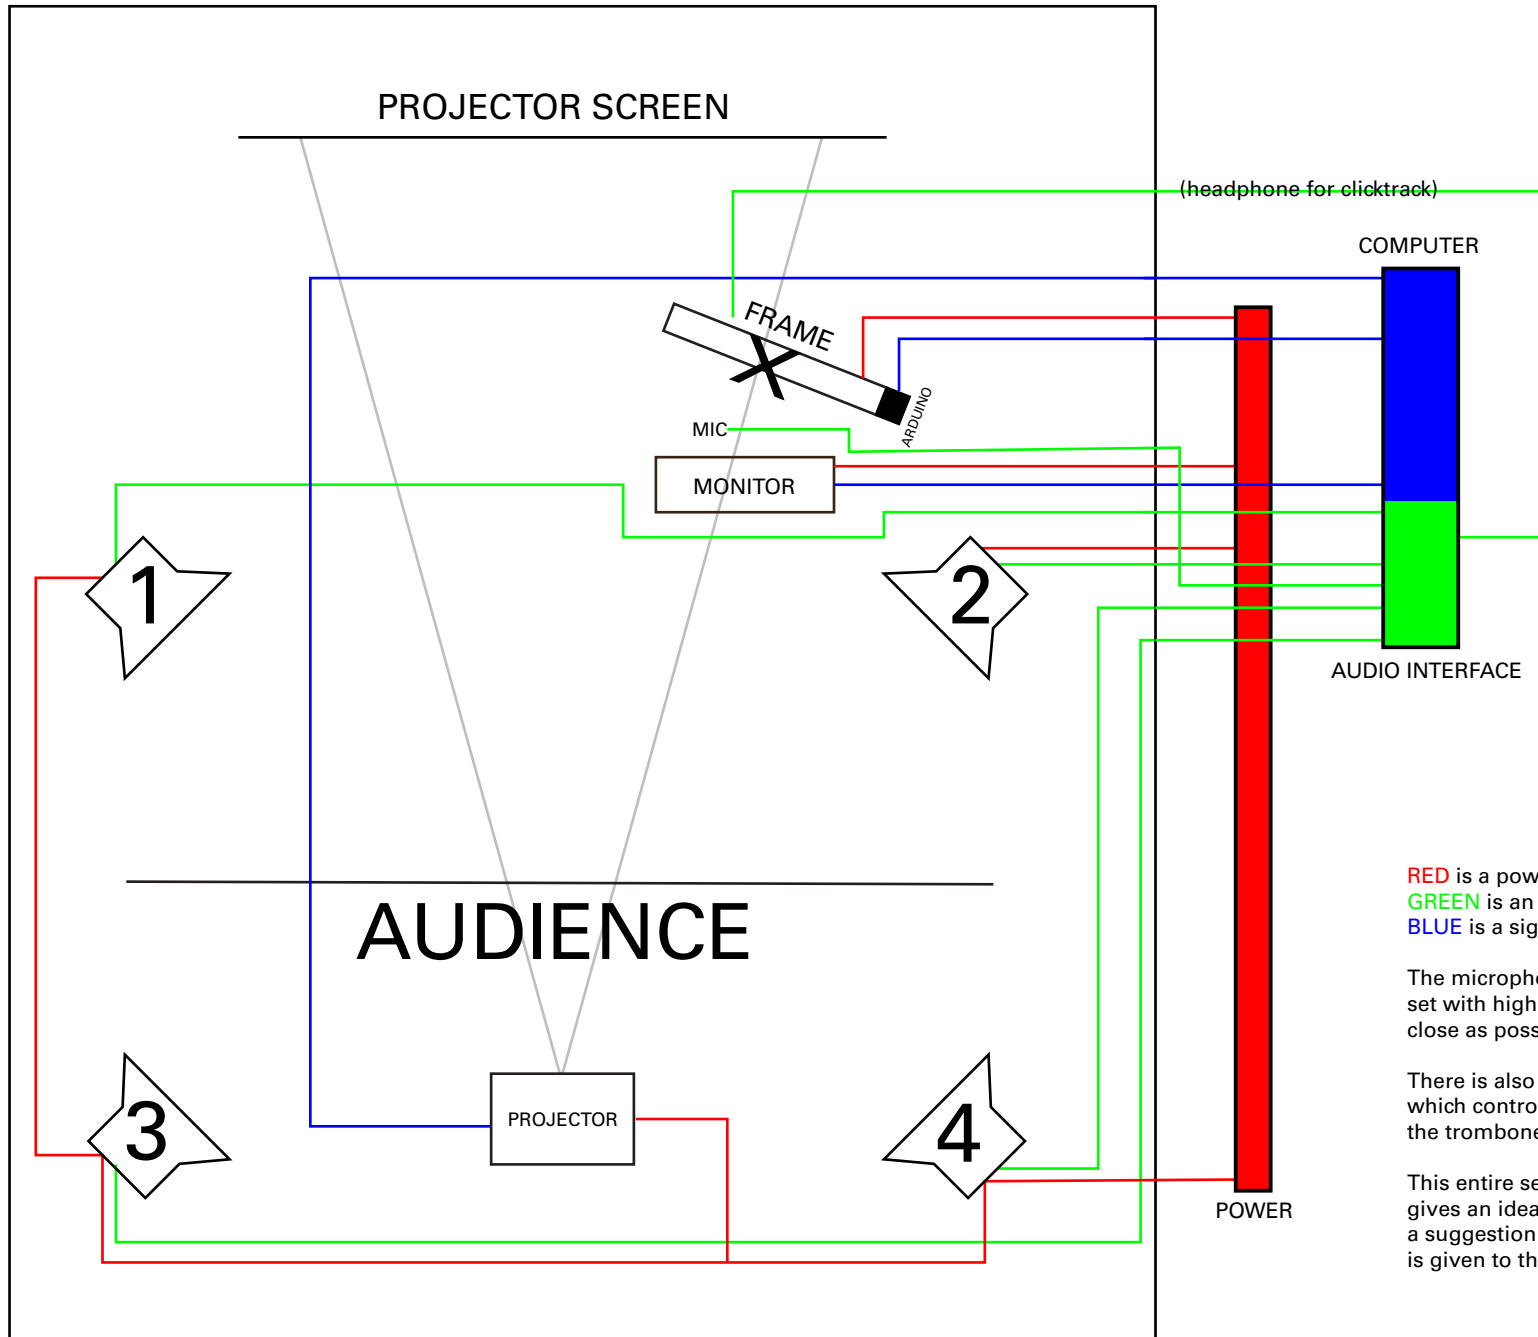 PROJECTOR SCREEN
(headphone for clicktrack)
COMPUTER
FRAME
ARDUINO
MIC
MONITOR
1
2
AUDIO INTERFACE
RED is a pow
GREEN is an
BLUE is a sig
AUDIENCE
The microph
set with high
close as poss
There is also
which contro
the trombone
3
PROJECTOR
4
This entire se
gives an idea
a suggestion
is given to th
POWER